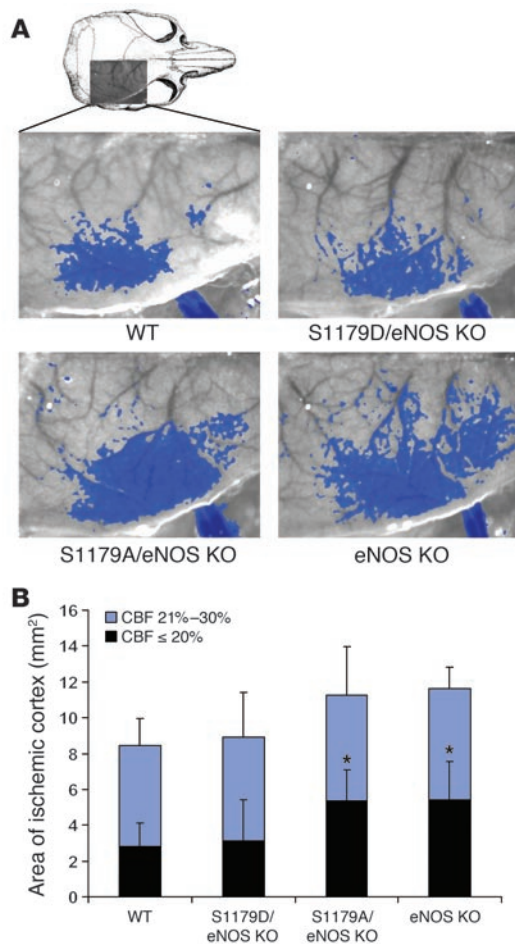 A
WT
S1179D/eNOS KO
S1179A/eNOS KO
eNOS KO
B
Area of ischemic cortex (mm²)
16
14
12
10
8
6
4
2
0
CBF 21%–30%
CBF ≤ 20%
*
*
WT
S1179D/
eNOS KO
S1179A/
eNOS KO
eNOS KO